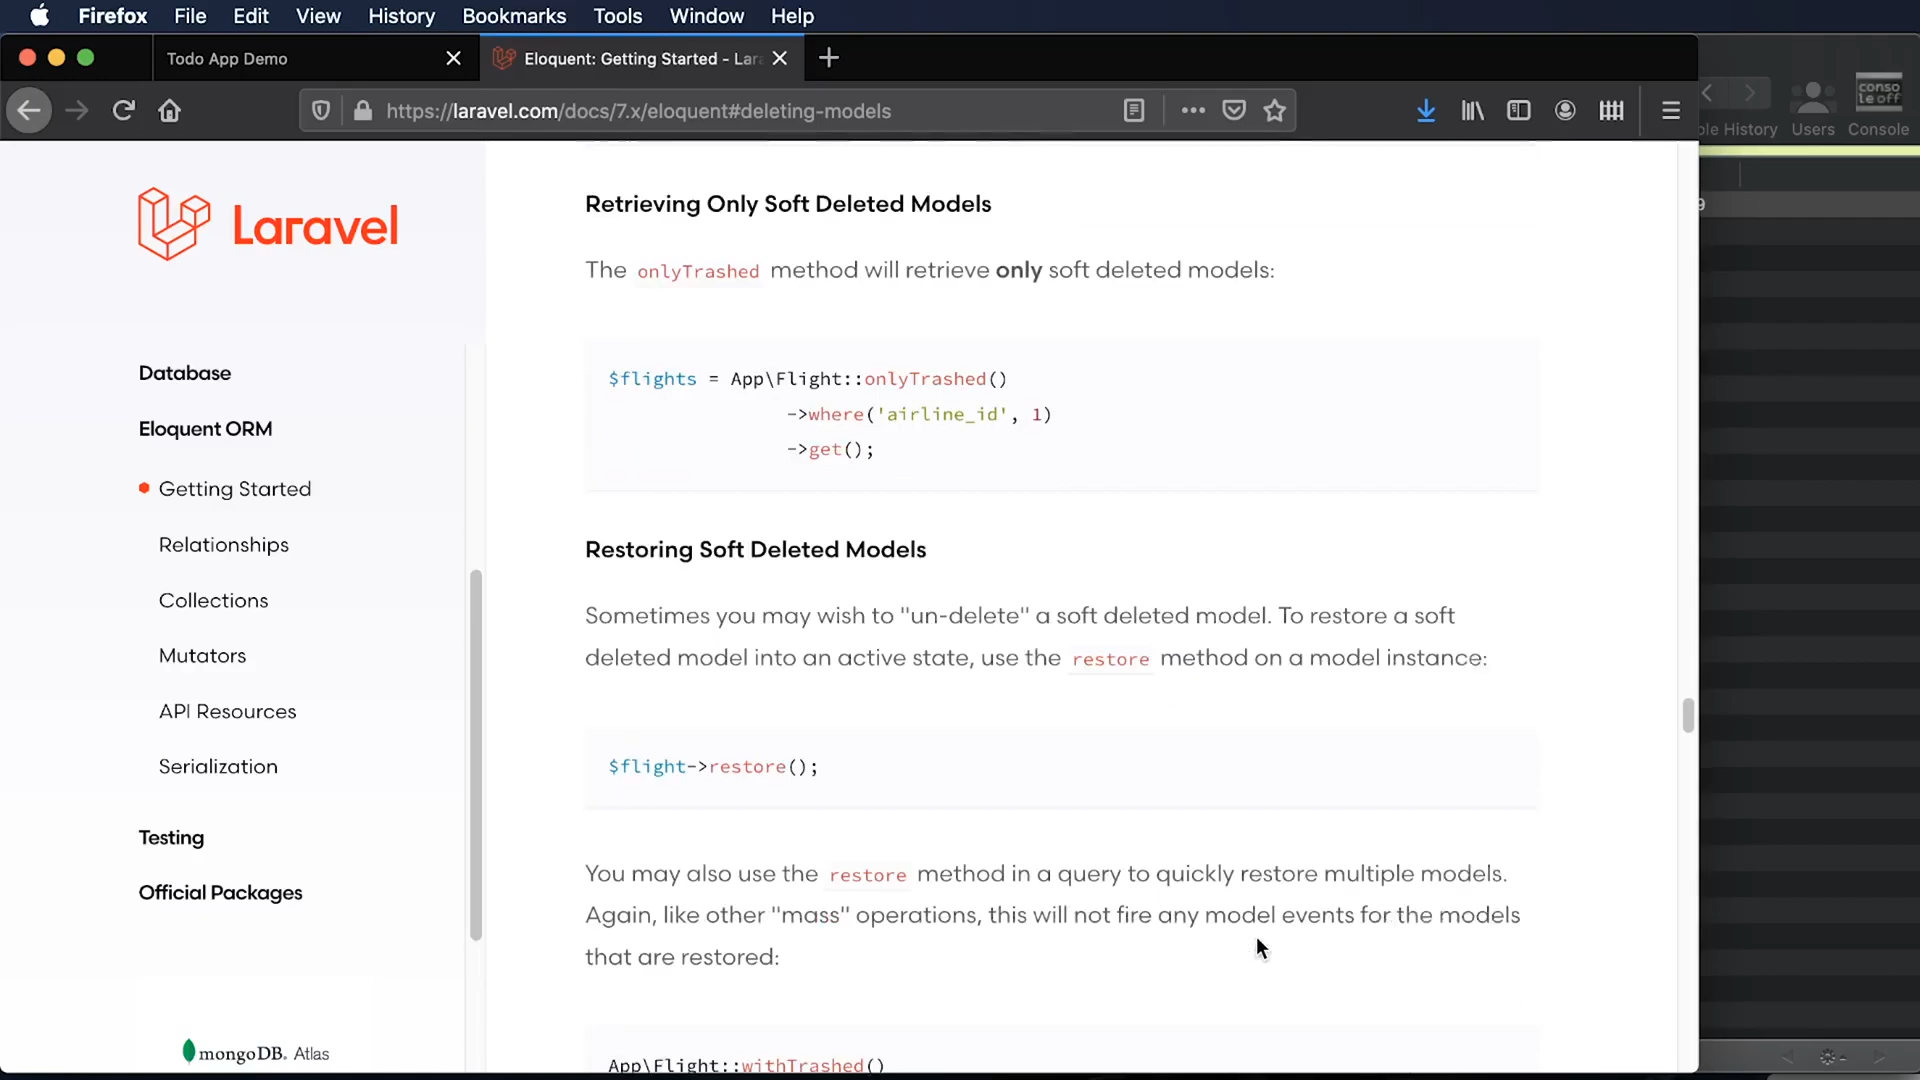 Firefox File Edit View History Bookmarks Tools Window Help
Todo App Demo
Eloquent: Getting Started - Lar
https://laravel.com/docs/7.x/eloquent#deleting-models
conso
le off
History Users Console
Laravel
Database
Eloquent ORM
Getting Started
Relationships
Collections
Mutators
API Resources
Serialization
Testing
Official Packages
mongoDB. Atlas
Retrieving Only Soft Deleted Models
The onlyTrashed method will retrieve only soft deleted models:
$flights = App\Flight::onlyTrashed()
->where('airline_id', 1)
->get();
Restoring Soft Deleted Models
Sometimes you may wish to "un-delete" a soft deleted model. To restore a soft
deleted model into an active state, use the restore method on a model instance:
$flight->restore();
You may also use the restore method in a query to quickly restore multiple models.
Again, like other "mass" operations, this will not fire any model events for the models
that are restored:
App\Flight::withTrashed()